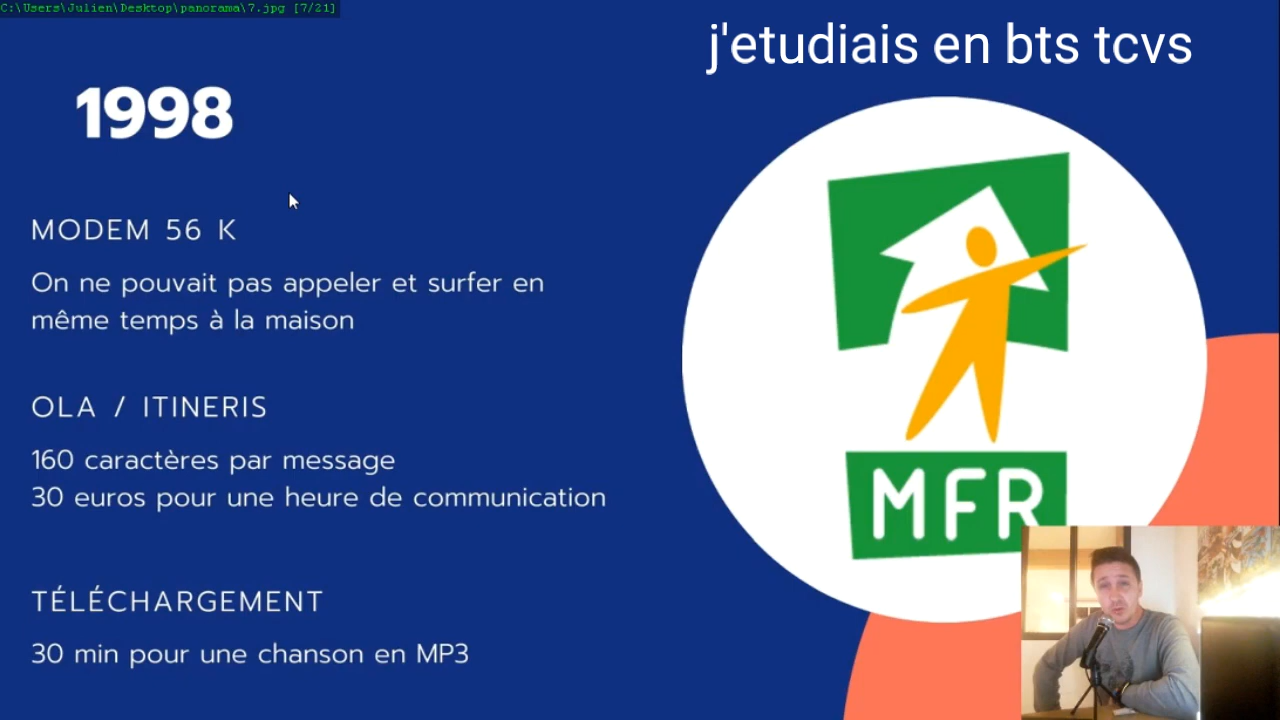 C:\Users\Julien\Desktop\panorama\7.jpg [7/21]
j'etudiais en bts tcvs
1998
MODEM 56 K
On ne pouvait pas appeler et surfer en
même temps à la maison
OLA / ITINERIS
160 caractères par message
30 euros pour une heure de communication
TÉLÉCHARGEMENT
30 min pour une chanson en MP3
MFR